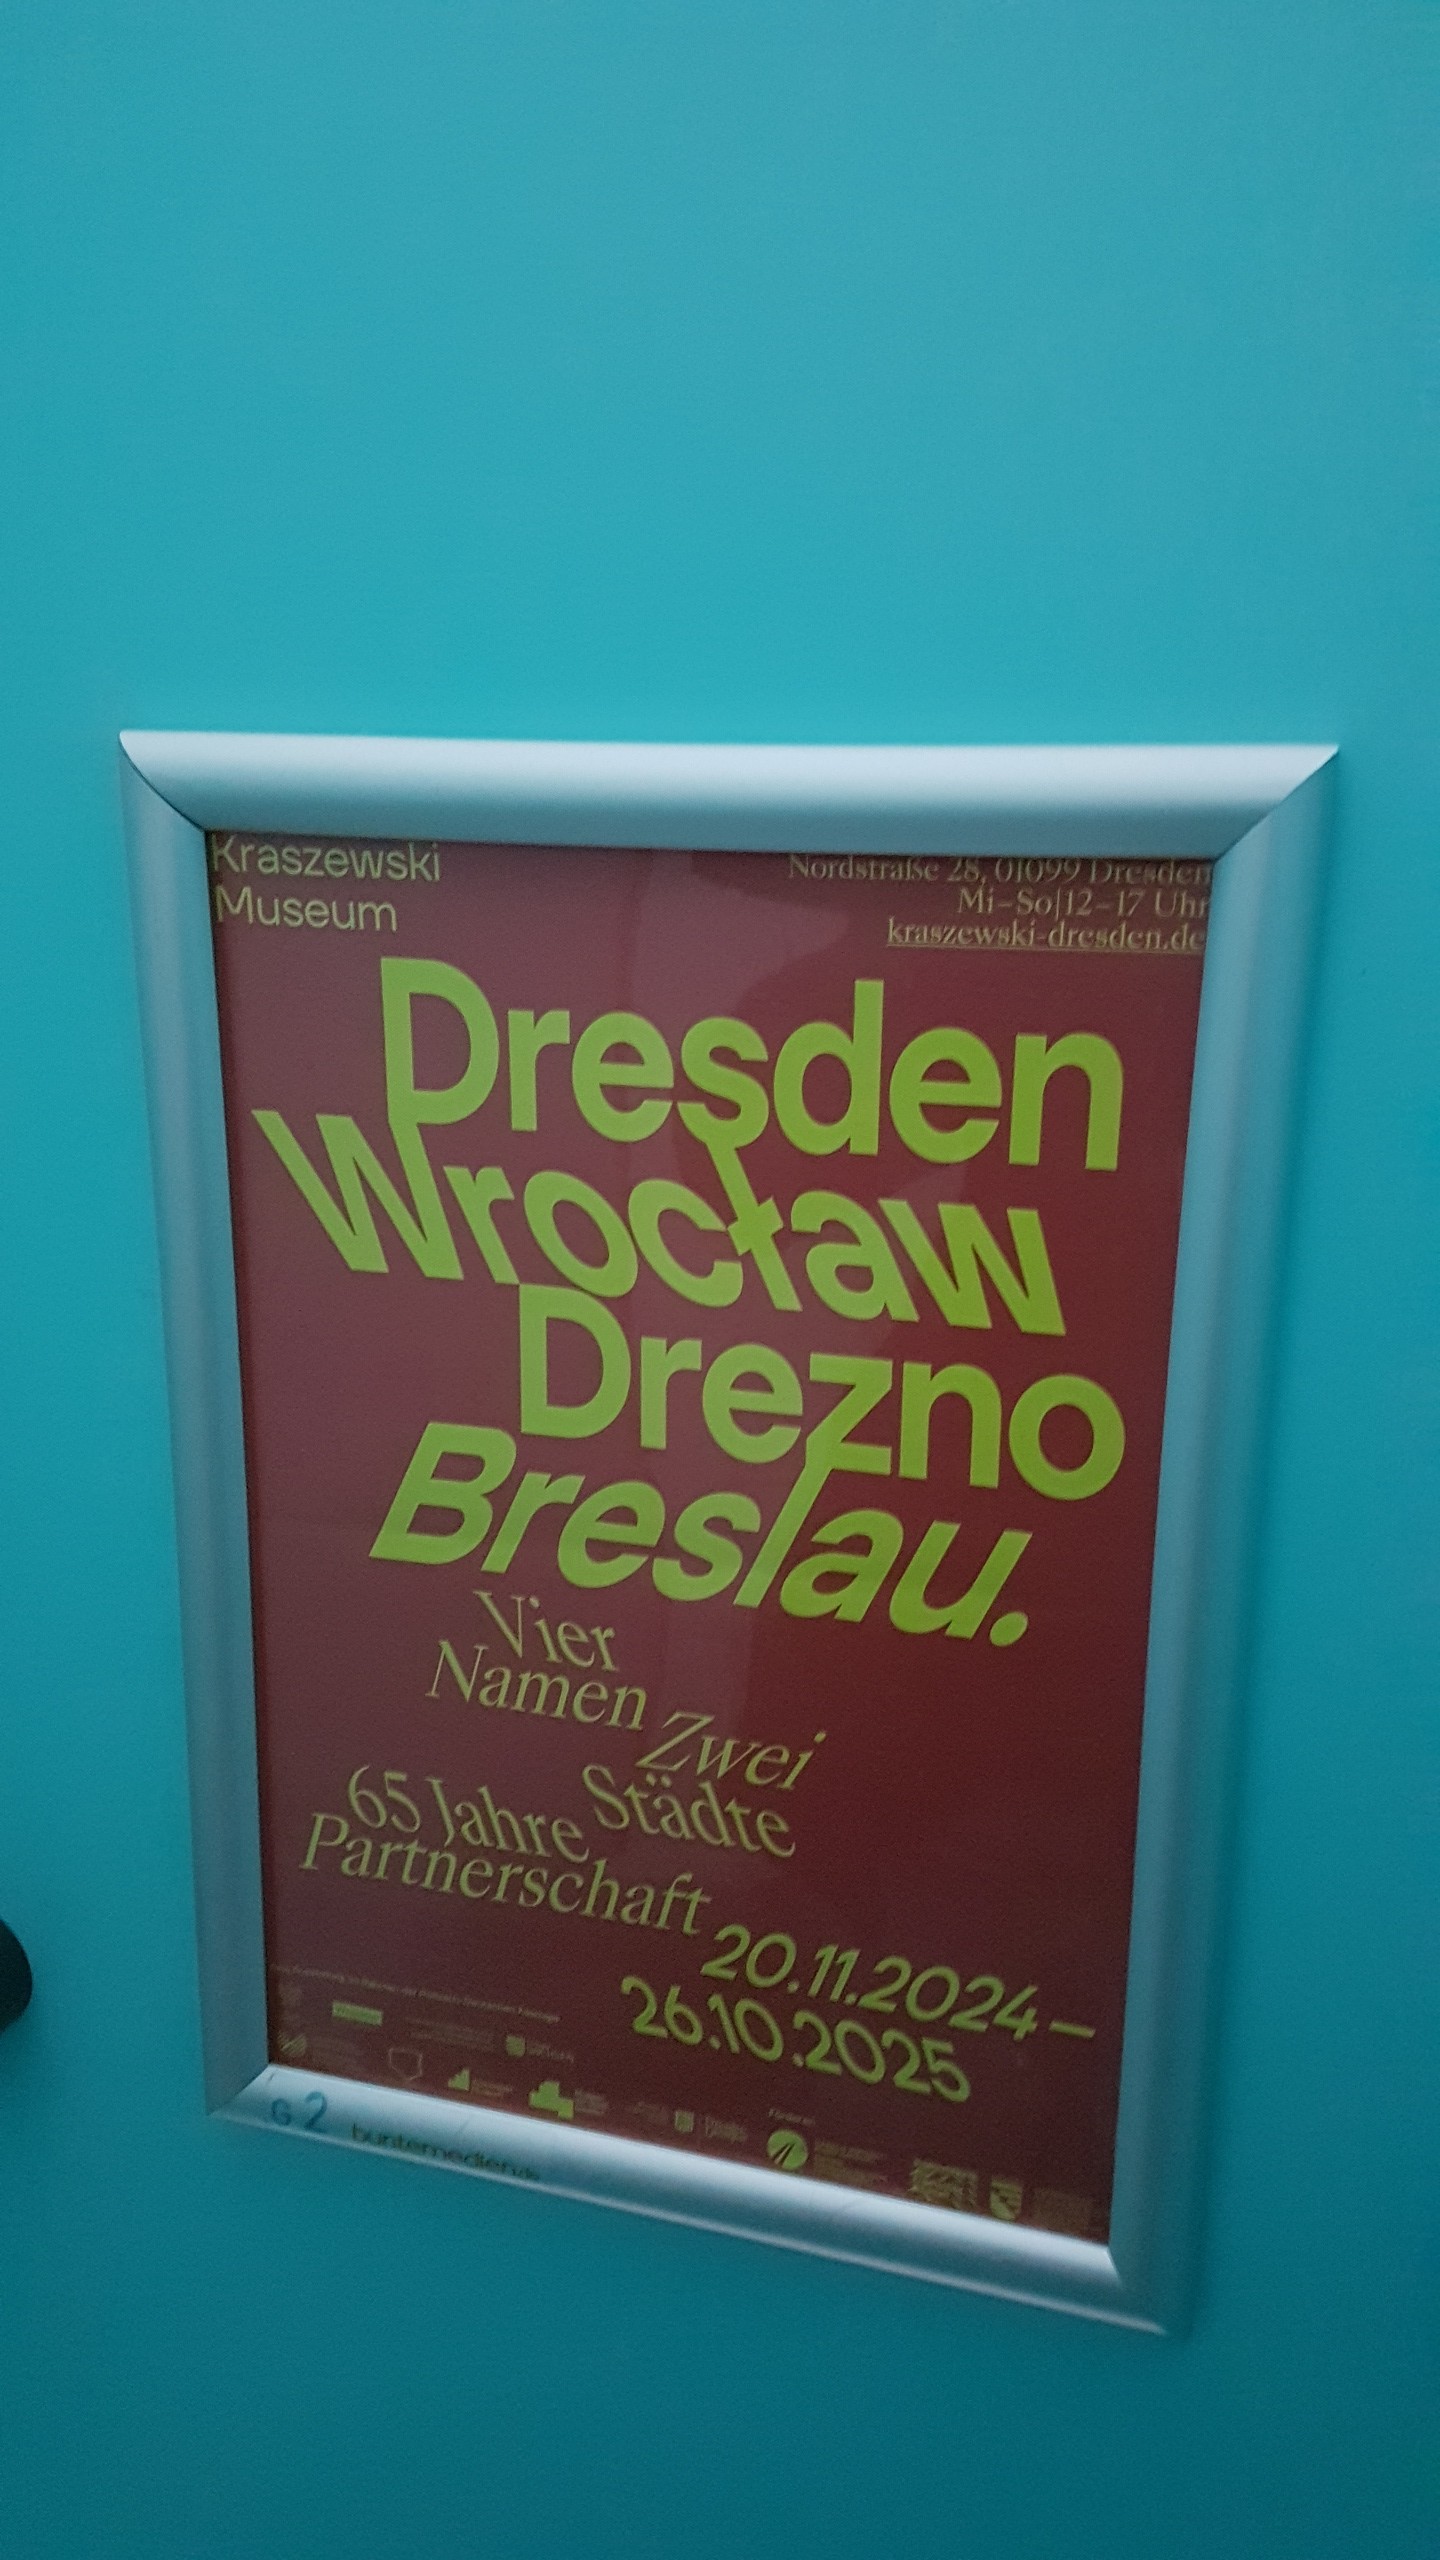 Kraszewski
Museum
Nordstraße 28, 01099 Dresden
Mi–So|12–17 Uhr
kraszewski-dresden.de
Dresden
Wrocław
Drezno
Breslau.
Vier
Namen
Zwei
Städte
65 Jahre
Partnerschaft
20.11.2024–
26.10.2025
G 2
buntemedien.de